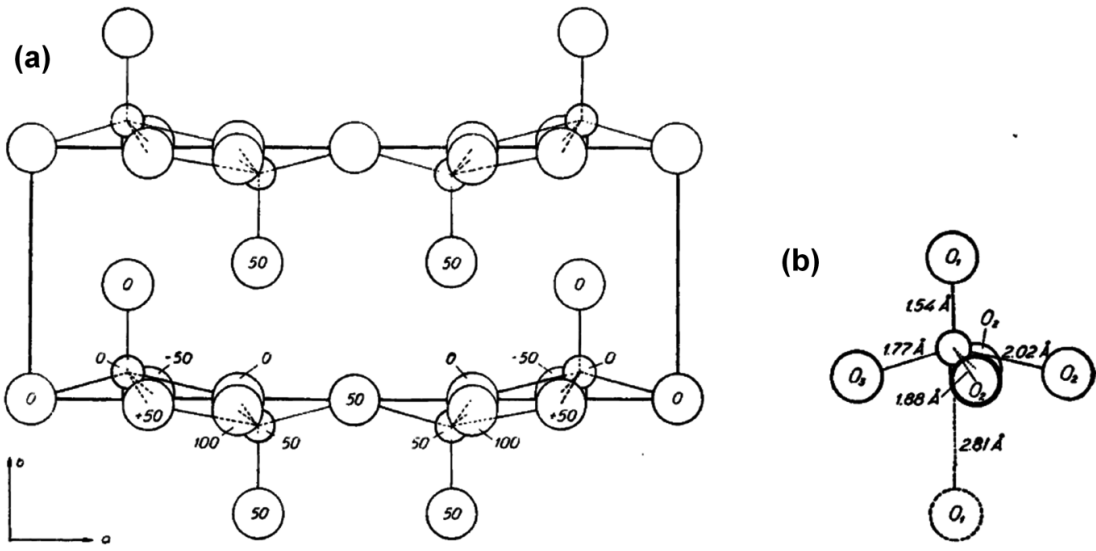 (a)
50 50
0 0
0 -50 0 0 -50 0
0 50 0
+50 +50
100 50 50 100
50 50
b
a
(b)
O₁
1.54 Å O₂
1.77 Å 2.02 Å
O₃ O₂ O₂
1.88 Å
2.81 Å
O₁